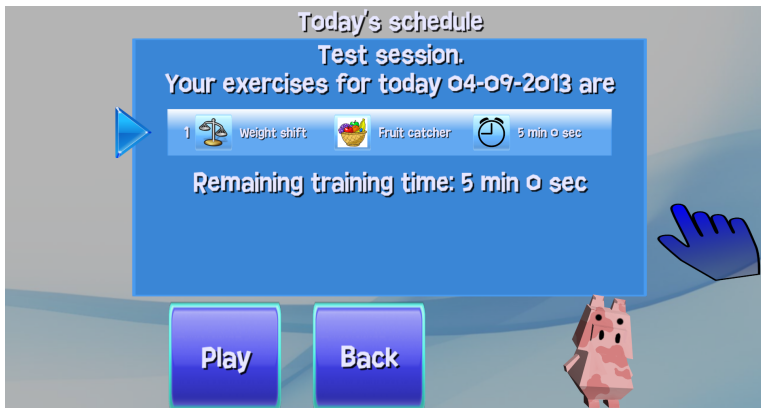 Today's schedule
Test session.
Your exercises for today 04-09-2013 are
1 Weight shift Fruit catcher 5 min 0 sec
Remaining training time: 5 min 0 sec
Play Back